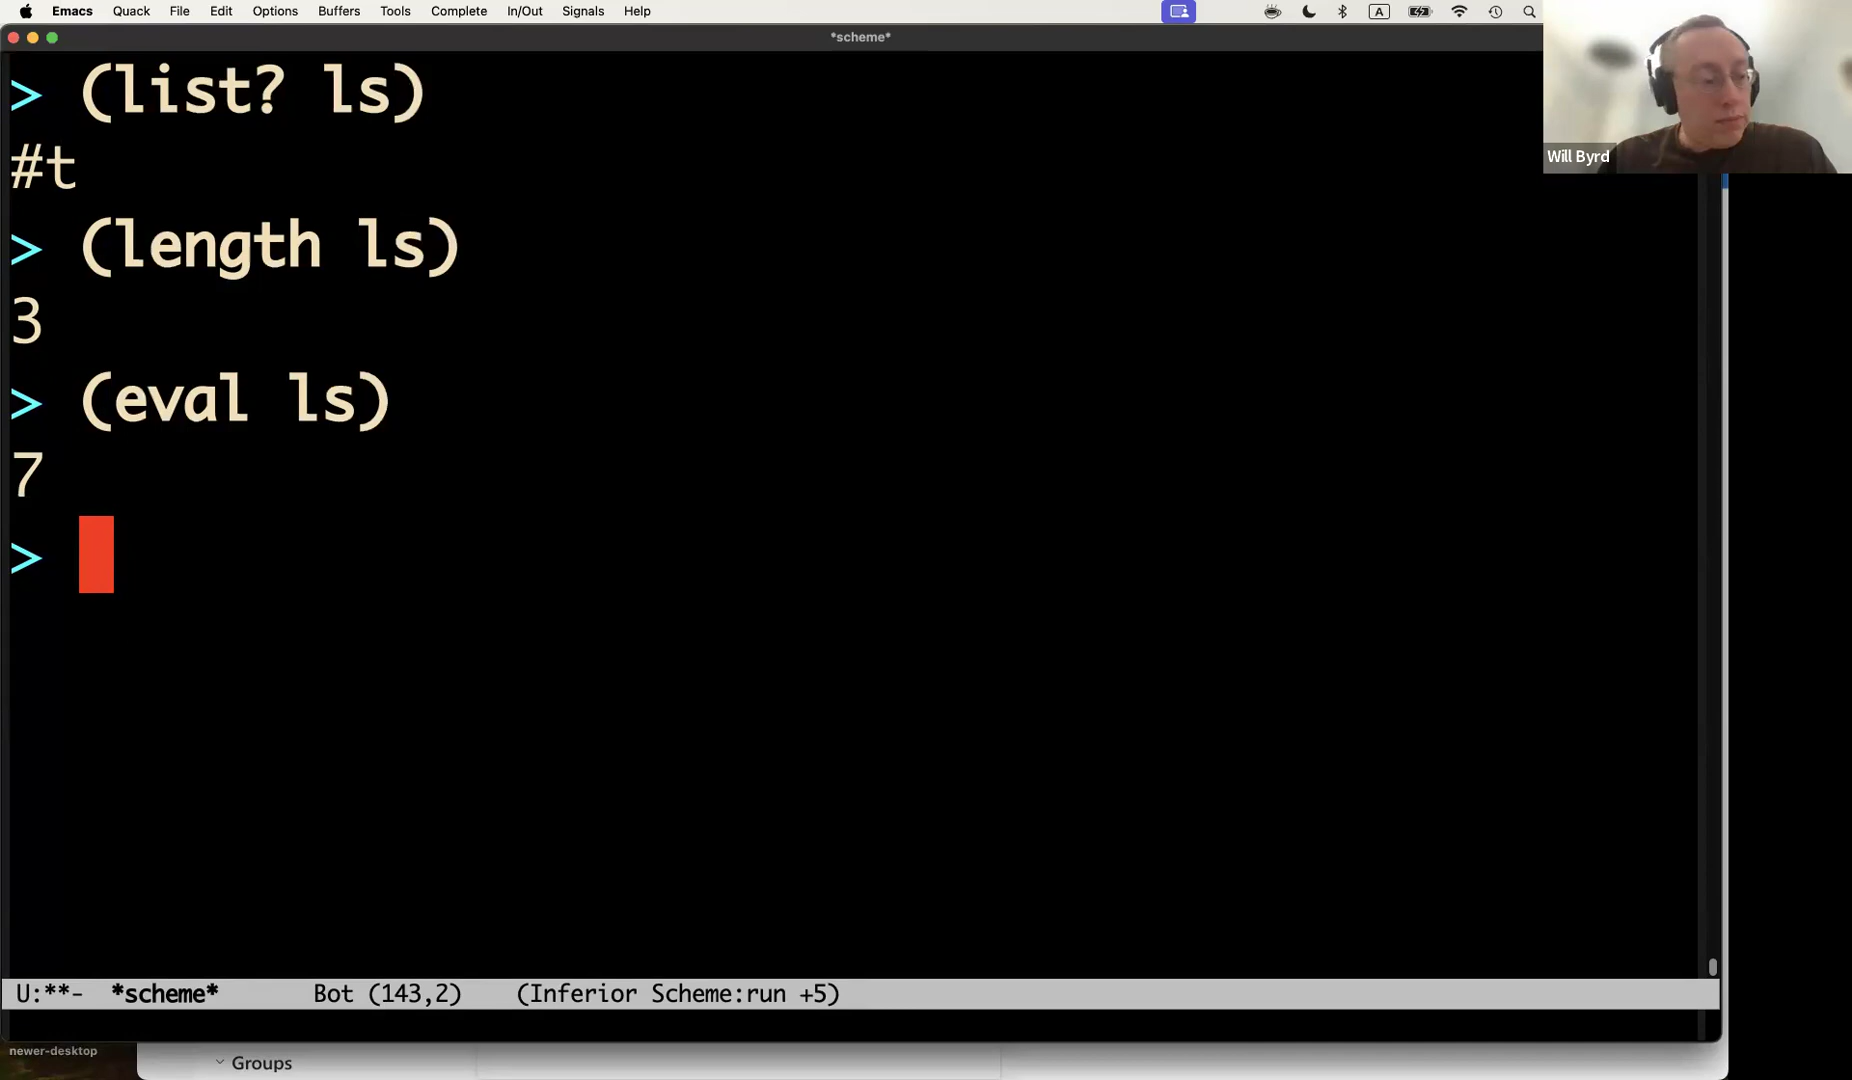 Emacs Quack File Edit Options Buffers Tools Complete In/Out Signals Help
A
*scheme*
Will Byrd
> (list? ls)
#t
> (length ls)
3
> (eval ls)
7
>
U:**- *scheme* Bot (143,2) (Inferior Scheme:run +5)
newer-desktop
Groups